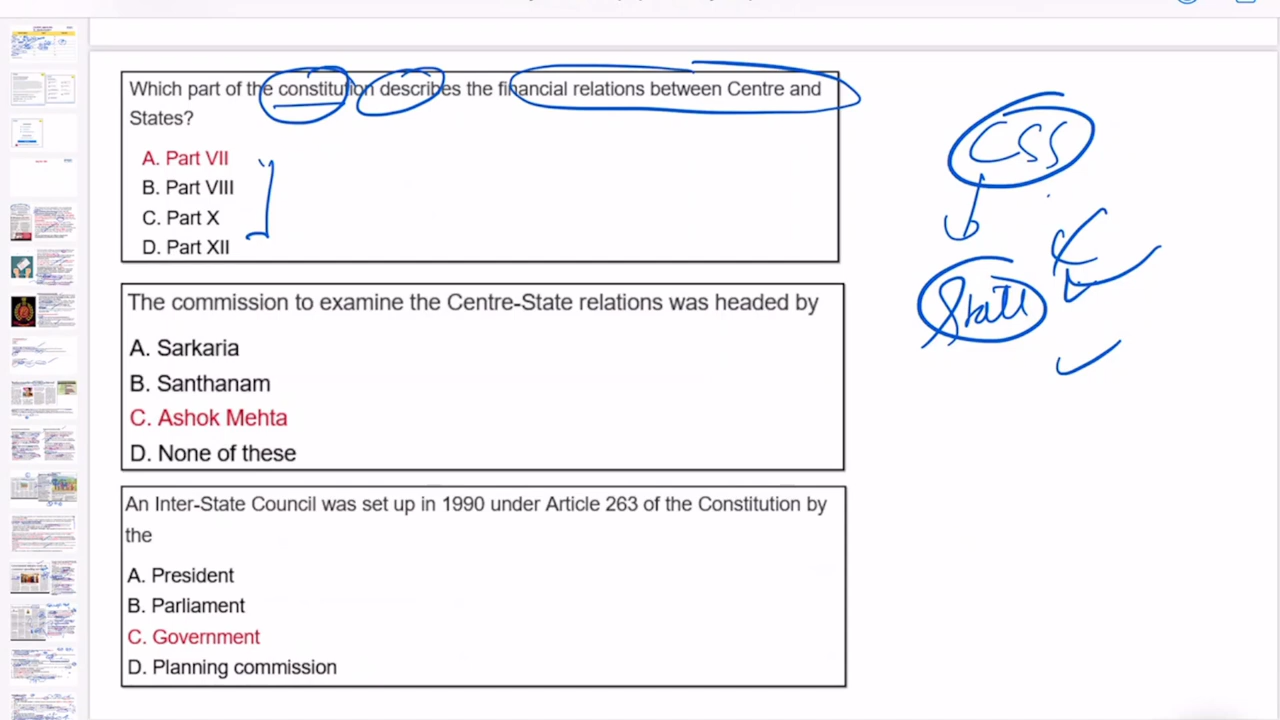 Which part of the constitution describes the financial relations between Centre and
States?
A. Part VII
B. Part VIII
C. Part X
D. Part XII
CSS
State
The commission to examine the Centre-State relations was headed by
A. Sarkaria
B. Santhanam
C. Ashok Mehta
D. None of these
An Inter-State Council was set up in 1990 under Article 263 of the Constitution by
the
A. President
B. Parliament
C. Government
D. Planning commission